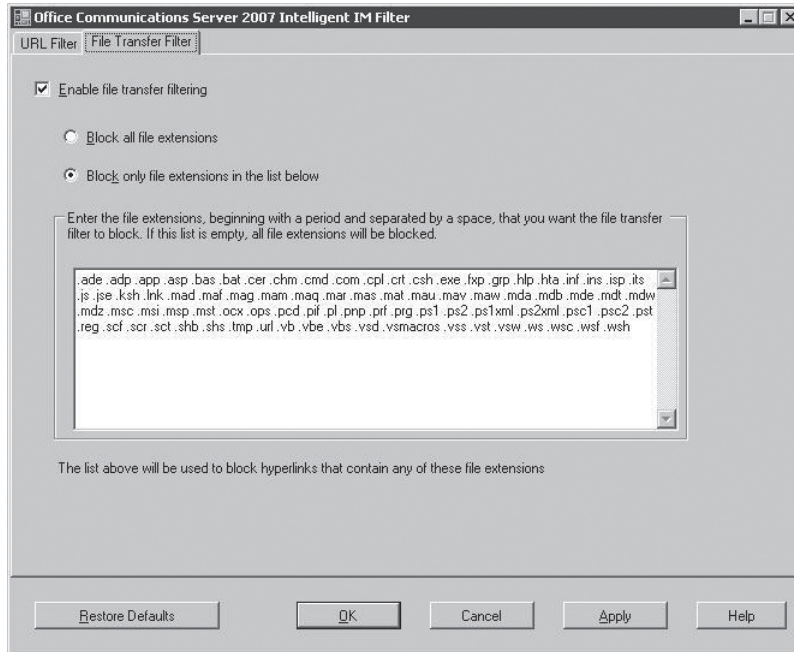 Office Communications Server 2007 Intelligent IM Filter
URL Filter File Transfer Filter
Enable file transfer filtering
Block all file extensions
Block only file extensions in the list below
Enter the file extensions, beginning with a period and separated by a space, that you want the file transfer
filter to block. If this list is empty, all file extensions will be blocked.
.ade .adp .app .asp .bas .bat .cer .chm .cmd .com .cpl .crt .csh .exe .fxp .grp .hlp .hta .inf .ins .isp .its
.js .jse .ksh .lnk .mad .maf .mag .mam .maq .mar .mas .mat .mau .mav .maw .mda .mdb .mde .mdt .mdw
.mdz .msc .msi .msp .mst .ocx .ops .pcd .pif .pl .pnp .prf .prg .ps1 .ps2 .ps1xml .ps2xml .psc1 .psc2 .pst
.reg .scf .scr .sct .shb .shs .tmp .url .vb .vbe .vbs .vsd .vsmacros .vss .vst .vsw .ws .wsc .wsf .wsh
The list above will be used to block hyperlinks that contain any of these file extensions
Restore Defaults OK Cancel Apply Help